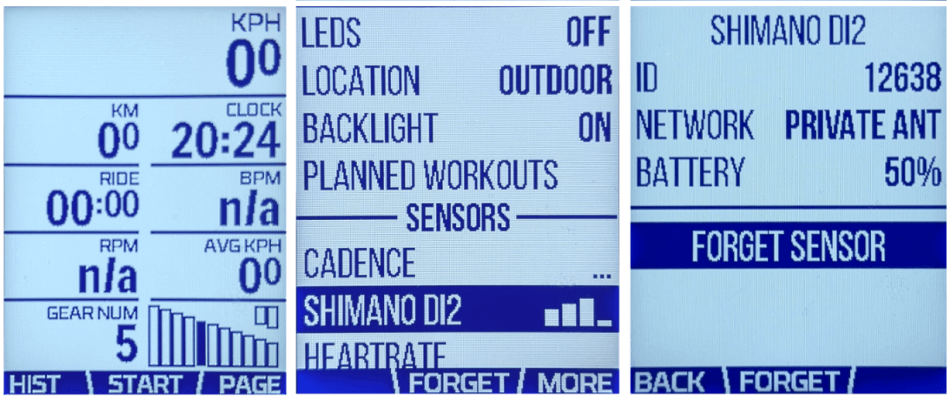 KPH
0⁰
KM
0⁰
CLOCK
20:24
RIDE
00:00
BPM
n/a
RPM
n/a
AVG KPH
0⁰
GEAR NUM
5
HIST START PAGE
LEDS OFF
LOCATION OUTDOOR
BACKLIGHT ON
PLANNED WORKOUTS
SENSORS
CADENCE ...
SHIMANO DI2
HEARTRATE
FORGET MORE
SHIMANO DI2
ID 12638
NETWORK PRIVATE ANT
BATTERY 50%
FORGET SENSOR
BACK FORGET